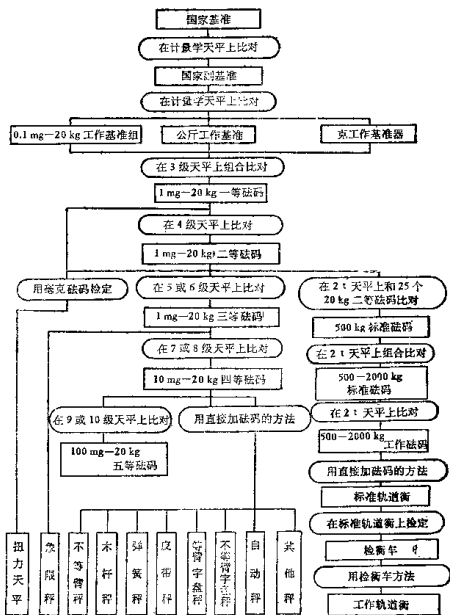 国家基准
在计量学天平上比对
国家副基准
在计量学天平上比对
0.1 mg—20 kg 工作基准组
公斤工作基准
克工作基准器
在3级天平上组合比对
1 mg—20 kg 一等砝码
在4级天平上比对
1 mg—20 kg) 二等砝码
用毫克砝码检定
在5或6级天平上比对
在2 t 天平上和25个
20 kg 二等砝码比对
1 mg—20 kg 三等砝码
500 kg 标准砝码
在7或8级天平上比对
在2 t 天平上组合比对
10 mg—20 kg 四等砝码
500—2000 kg
标准砝码
在9或10级天平上比对
用直接加砝码的方法
在2 t 天平上比对
100 mg—20 kg
五等砝码
500—2000 kg
工作砝码
用直接加砝码的方法
标准轨道衡
在标准轨道衡上检定
检衡车
用检衡车方法
工作轨道衡
扭力天平
不等臂秤
木杆秤
弹簧秤
皮带秤
等臂字盘秤
不等臂字盘秤
自动秤
其他秤